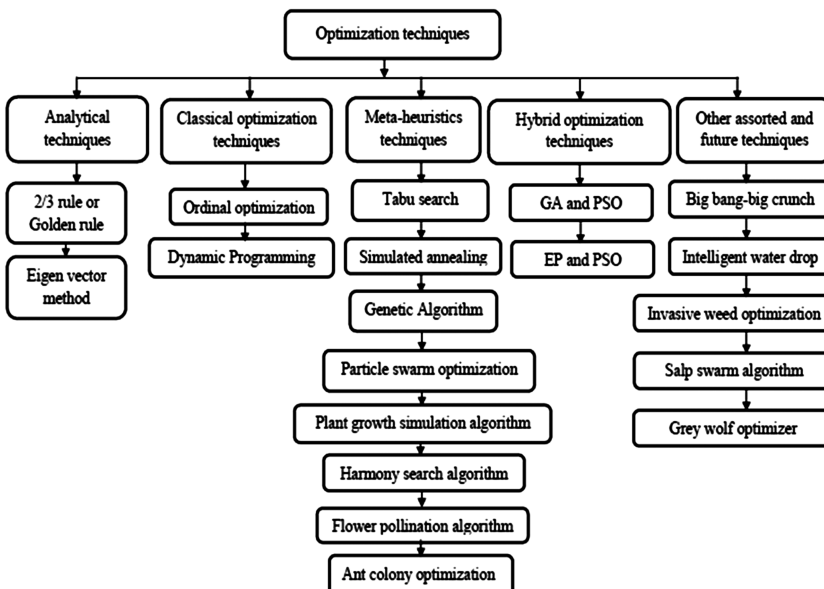 Optimization techniques
Analytical
techniques
Classical optimization
techniques
Meta-heuristics
techniques
Hybrid optimization
techniques
Other assorted and
future techniques
2/3 rule or
Golden rule
Eigen vector
method
Ordinal optimization
Dynamic Programming
Tabu search
Simulated annealing
Genetic Algorithm
Particle swarm optimization
Plant growth simulation algorithm
Harmony search algorithm
Flower pollination algorithm
Ant colony optimization
GA and PSO
EP and PSO
Big bang-big crunch
Intelligent water drop
Invasive weed optimization
Salp swarm algorithm
Grey wolf optimizer